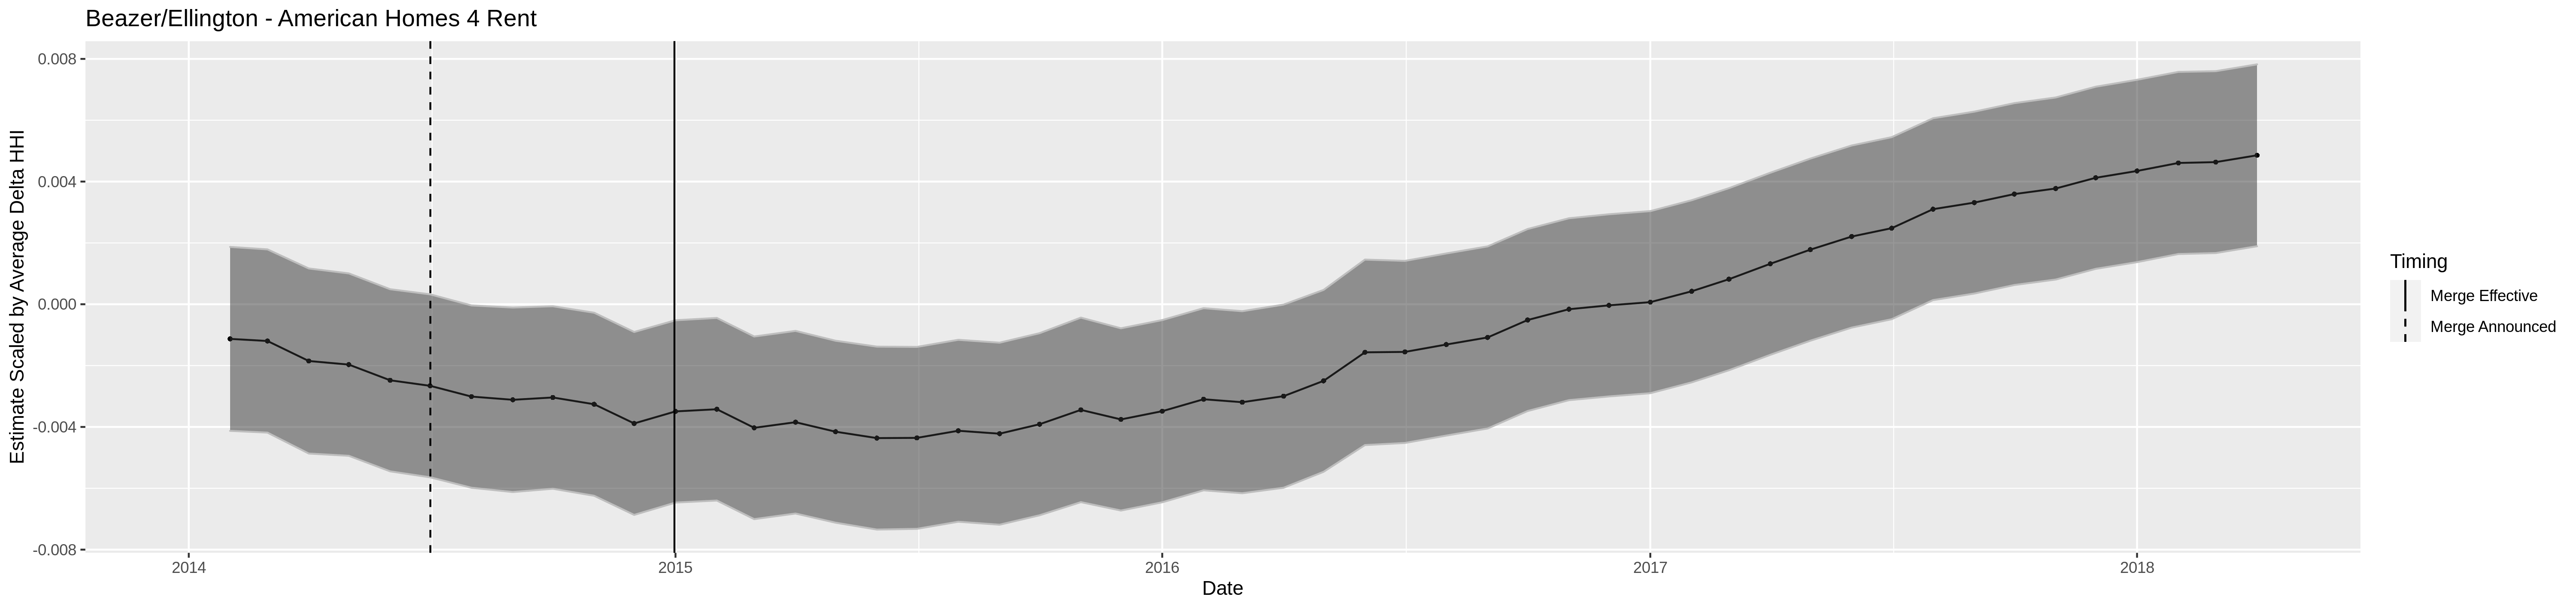 Beazer/Ellington - American Homes 4 Rent
Estimate Scaled by Average Delta HHI
0.008
0.004
0.000
-0.004
-0.008
2014
2015
2016
2017
2018
Date
Timing
Merge Effective
Merge Announced